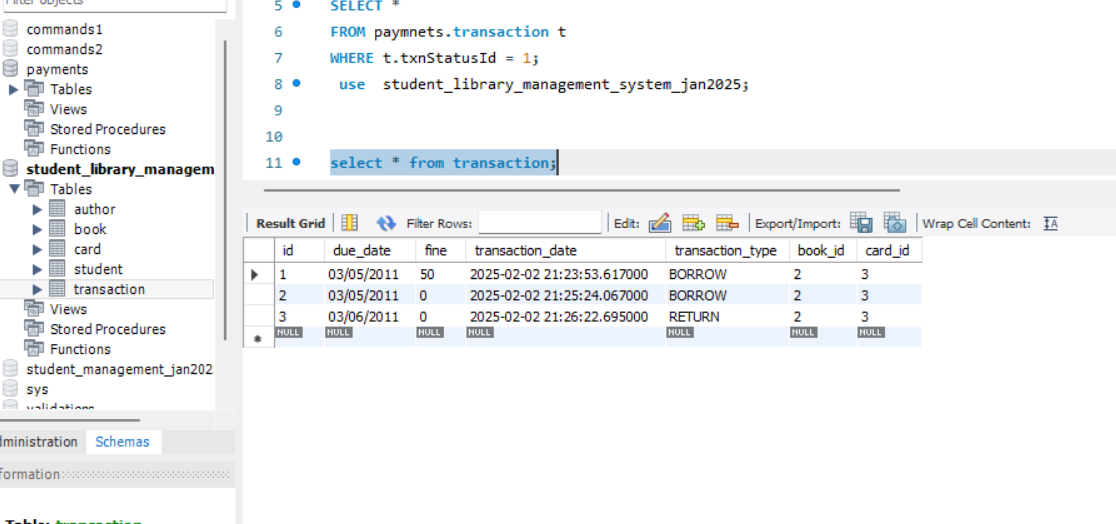 Filter objects
commands1
commands2
payments
Tables
Views
Stored Procedures
Functions
student_library_managem
Tables
author
book
card
student
transaction
Views
Stored Procedures
Functions
student_management_jan202
sys
validations
dministration Schemas
formation
Table: transaction
5 SELECT *
6 FROM paymnets.transaction t
7 WHERE t.txnStatusId = 1;
8 use student_library_management_system_jan2025;
9
10
11 select * from transaction;
Result Grid Filter Rows: Edit: Export/Import: Wrap Cell Content: IA
id due_date fine transaction_date transaction_type book_id card_id
1 03/05/2011 50 2025-02-02 21:23:53.617000 BORROW 2 3
2 03/05/2011 0 2025-02-02 21:25:24.067000 BORROW 2 3
3 03/06/2011 0 2025-02-02 21:26:22.695000 RETURN 2 3
NULL NULL NULL NULL NULL NULL NULL